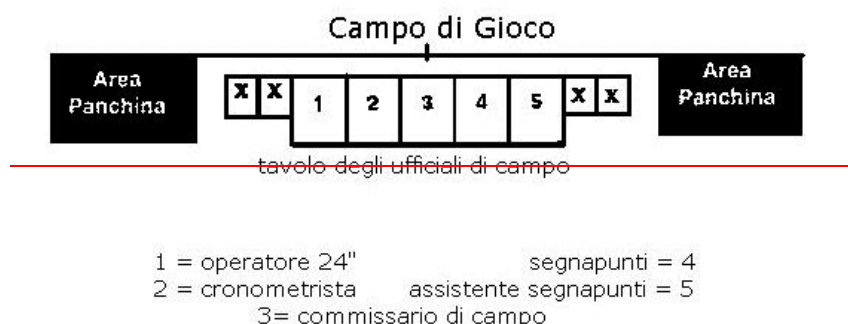 Campo di Gioco
Area Panchina
X X 1 2 3 4 5 X X
Area Panchina
tavolo degli ufficiali di campo
1 = operatore 24" segnapunti = 4
2 = cronometrista assistente segnapunti = 5
3= commissario di campo